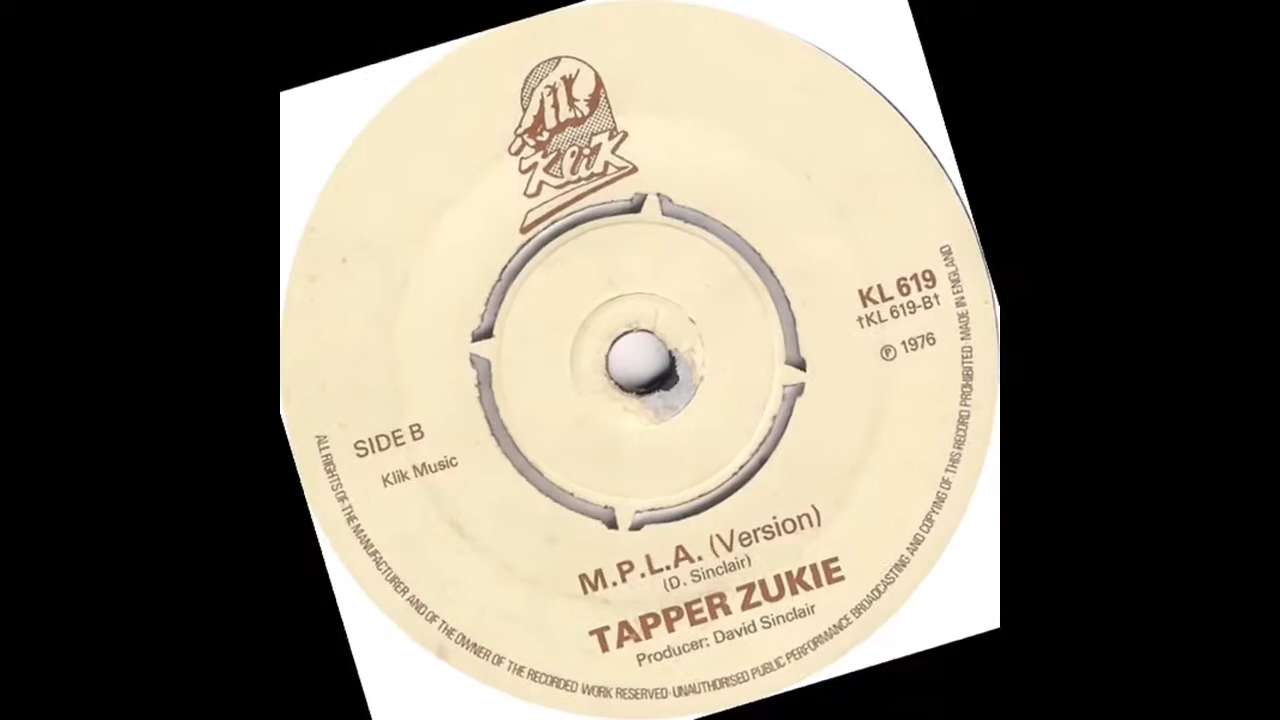 KliK
KL 619
†KL 619-B†
Ⓟ 1976
SIDE B
Klik Music
M.P.L.A. (Version)
(D. Sinclair)
TAPPER ZUKIE
Producer: David Sinclair
ALL RIGHTS OF THE MANUFACTURER AND OF THE OWNER OF THE RECORDED WORK RESERVED · UNAUTHORISED PUBLIC PERFORMANCE BROADCASTING AND COPYING OF THIS RECORD PROHIBITED · MADE IN ENGLAND